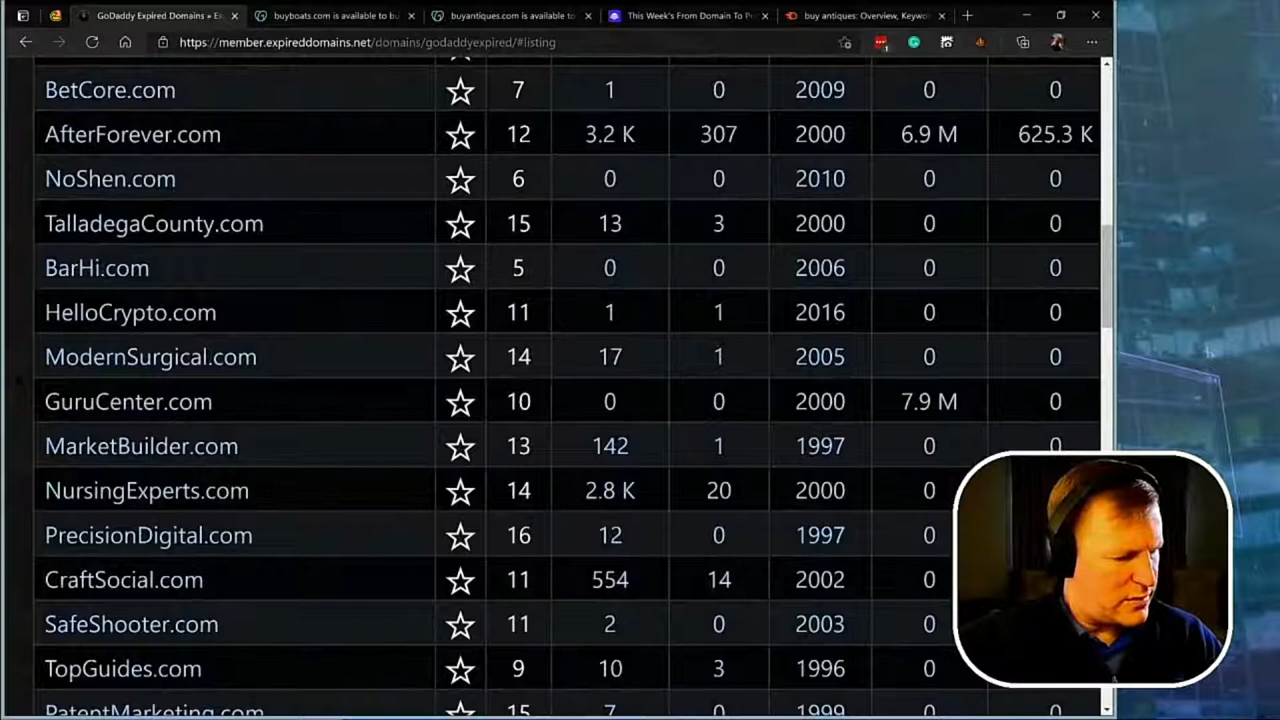 GoDaddy Expired Domains » Ex
buyboats.com is available to bu
buyantiques.com is available to
This Week's From Domain To P
buy antiques: Overview, Keywo
https://member.expireddomains.net/domains/godaddyexpired/#listing
BetCore.com 7 1 0 2009 0 0
AfterForever.com 12 3.2 K 307 2000 6.9 M 625.3 K
NoShen.com 6 0 0 2010 0 0
TalladegaCounty.com 15 13 3 2000 0 0
BarHi.com 5 0 0 2006 0 0
HelloCrypto.com 11 1 1 2016 0 0
ModernSurgical.com 14 17 1 2005 0 0
GuruCenter.com 10 0 0 2000 7.9 M 0
MarketBuilder.com 13 142 1 1997 0 0
NursingExperts.com 14 2.8 K 20 2000 0
PrecisionDigital.com 16 12 0 1997 0
CraftSocial.com 11 554 14 2002 0
SafeShooter.com 11 2 0 2003 0
TopGuides.com 9 10 3 1996 0
PatentMarketing.com 15 7 0 1999 0